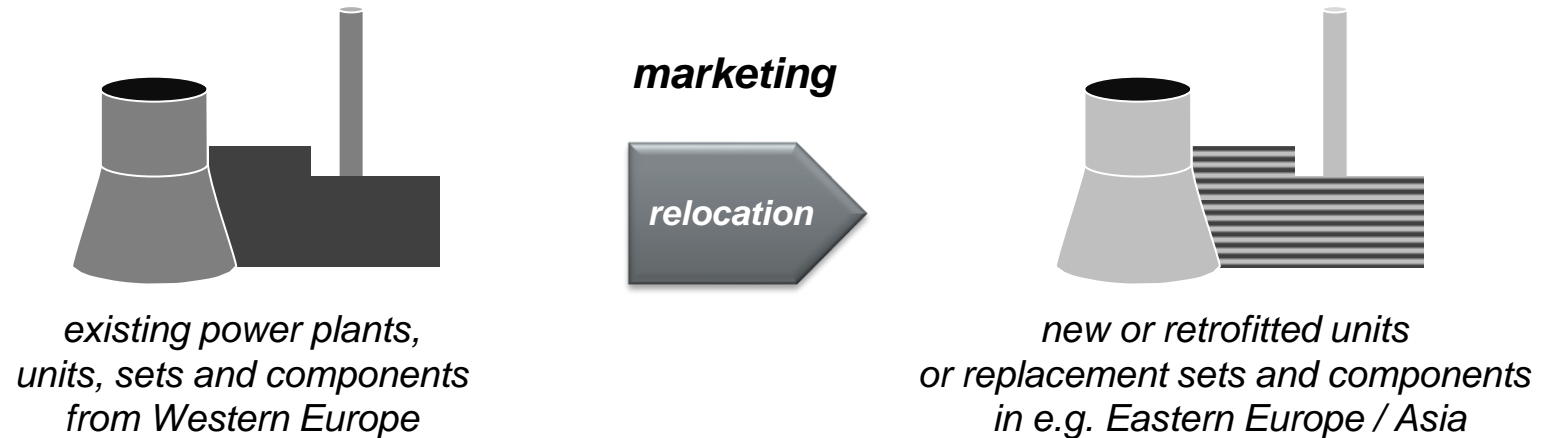 marketing
relocation
existing power plants,
units, sets and components
from Western Europe
new or retrofitted units
or replacement sets and components
in e.g. Eastern Europe / Asia